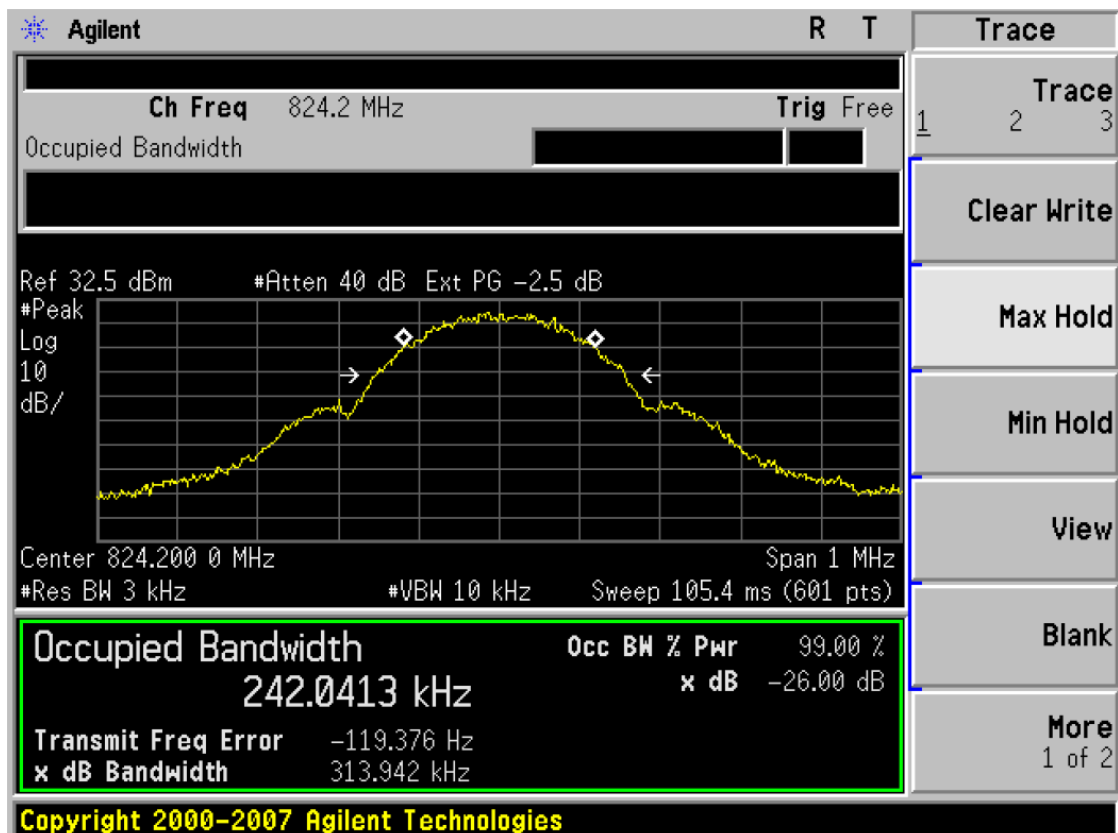 Agilent R T Trace
Ch Freq 824.2 MHz Trig Free
Occupied Bandwidth
Trace
1 2 3
Clear Write
Max Hold
Min Hold
View
Blank
More
1 of 2
Ref 32.5 dBm #Atten 40 dB Ext PG -2.5 dB
#Peak
Log
10
dB/
Center 824.200 0 MHz Span 1 MHz
#Res BW 3 kHz #VBW 10 kHz Sweep 105.4 ms (601 pts)
Occupied Bandwidth Occ BW % Pwr 99.00 %
242.0413 kHz x dB -26.00 dB
Transmit Freq Error -119.376 Hz
x dB Bandwidth 313.942 kHz
Copyright 2000-2007 Agilent Technologies